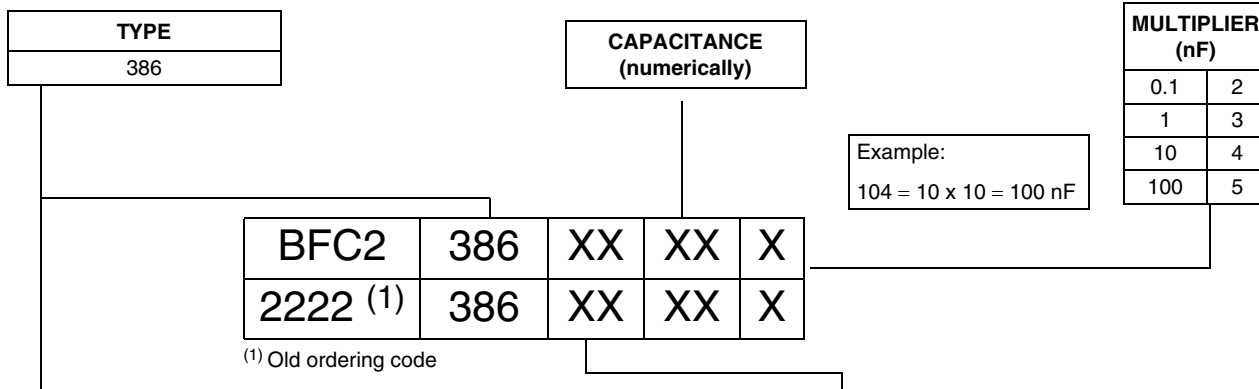 TYPE
386
CAPACITANCE
(numerically)
MULTIPLIER
(nF)
0.1 2
1 3
10 4
100 5
Example:
104 = 10 x 10 = 100 nF
BFC2 386 XX XX X
2222 (1) 386 XX XX X
(1) Old ordering code